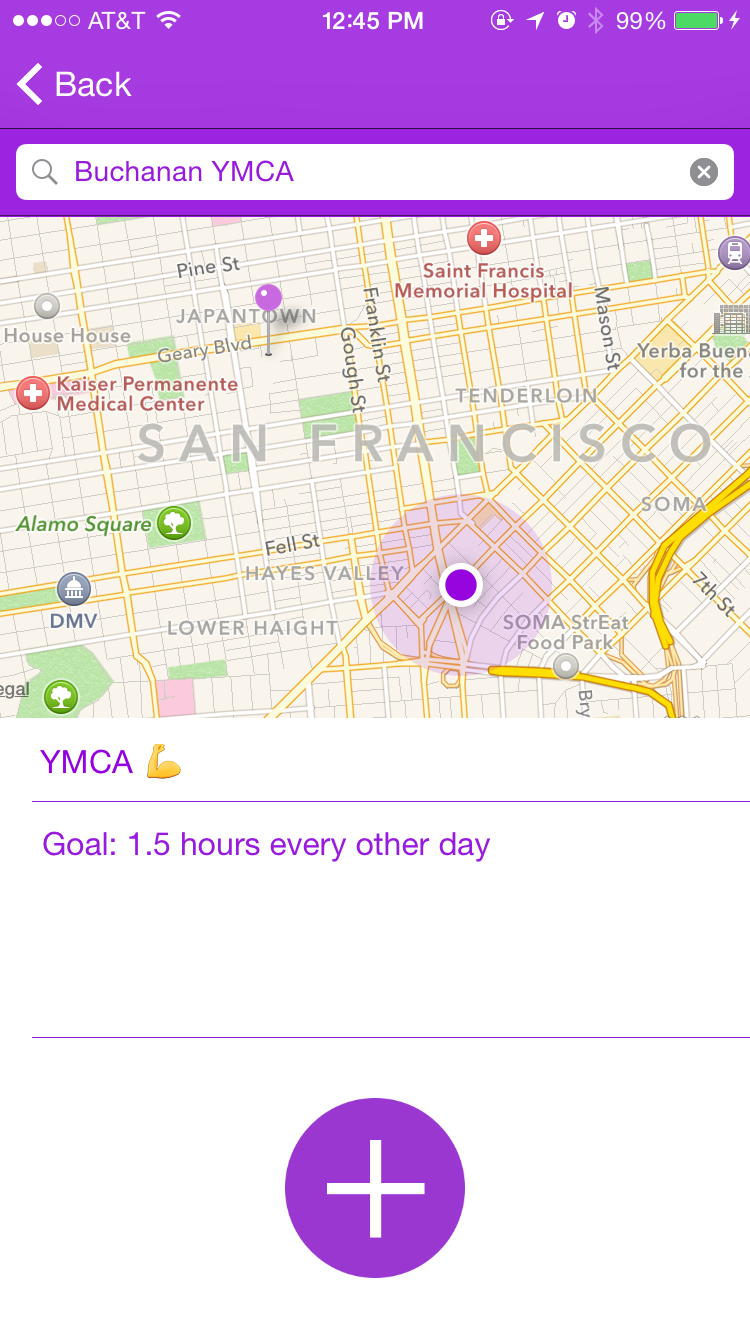 AT&T 12:45 PM 99%
Back
Buchanan YMCA
Pine St
Saint Francis
Memorial Hospital
JAPANTOWN
Franklin St
Mason St
House House
Geary Blvd
Gough St
Yerba Buen
for the
Kaiser Permanente
Medical Center
TENDERLOIN
SAN FRANCISCO
SOMA
Alamo Square
Fell St
HAYES VALLEY
7th St
DMV
LOWER HAIGHT
SOMA StrEat
Food Park
egal
Bry
YMCA 💪
Goal: 1.5 hours every other day